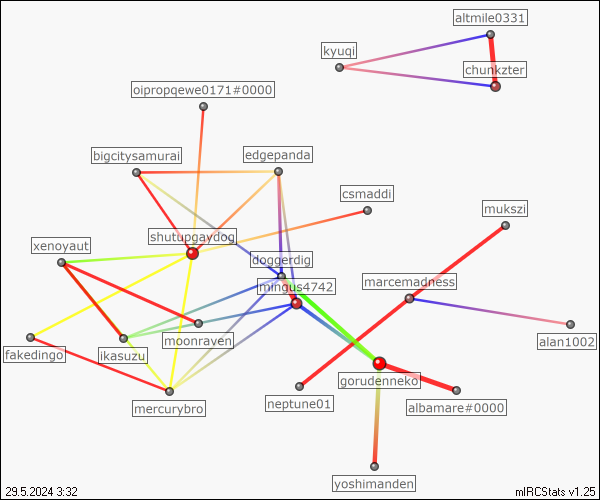 altmile0331
kyuqi
chunkzter
oipropqewe0171#0000
bigcitysamurai
edgepanda
csmaddi
mukszi
shutupgaydog
xenoyaut
doggerdig
mingus4742
marcemadness
moonraven
alan1002
fakedingo
ikasuzu
gorudenneko
mercurybro
neptune01
albamare#0000
yoshimanden
29.5.2024 3:32
mIRCStats v1.25